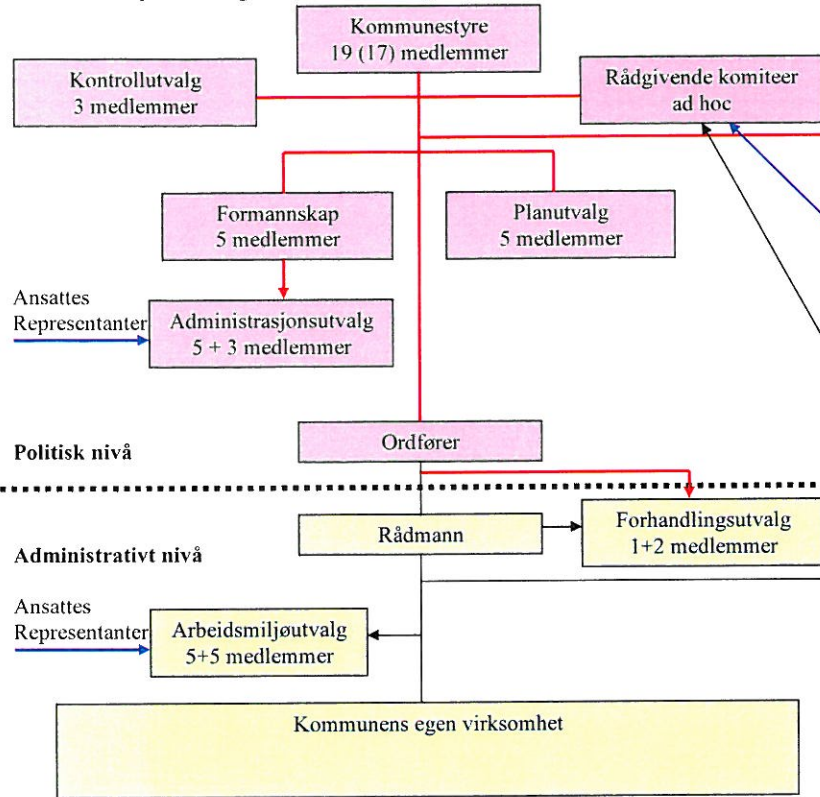 Kommunestyre
19 (17) medlemmer
Kontrollutvalg
3 medlemmer
Rådgivende komiteer
ad hoc
Formannskap
5 medlemmer
Planutvalg
5 medlemmer
Ansattes
Representanter
Administrasjonsutvalg
5 + 3 medlemmer
Ordfører
Politisk nivå
Rådmann
Forhandlingsutvalg
1+2 medlemmer
Administrativt nivå
Ansattes
Representanter
Arbeidsmiljøutvalg
5+5 medlemmer
Kommunens egen virksomhet